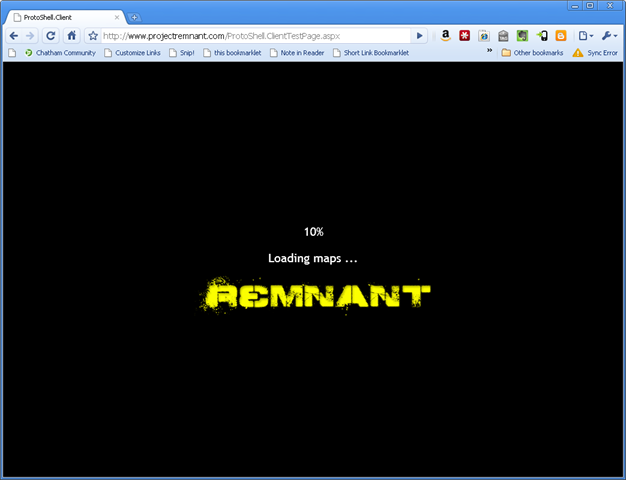 ProtoShell.Client
http://www.projectremnant.com/ProtoShell.ClientTestPage.aspx
Chatham Community Customize Links Snip! this bookmarklet Note in Reader Short Link Bookmarklet » Other bookmarks Sync Error
10%
Loading maps ...
REMNANT